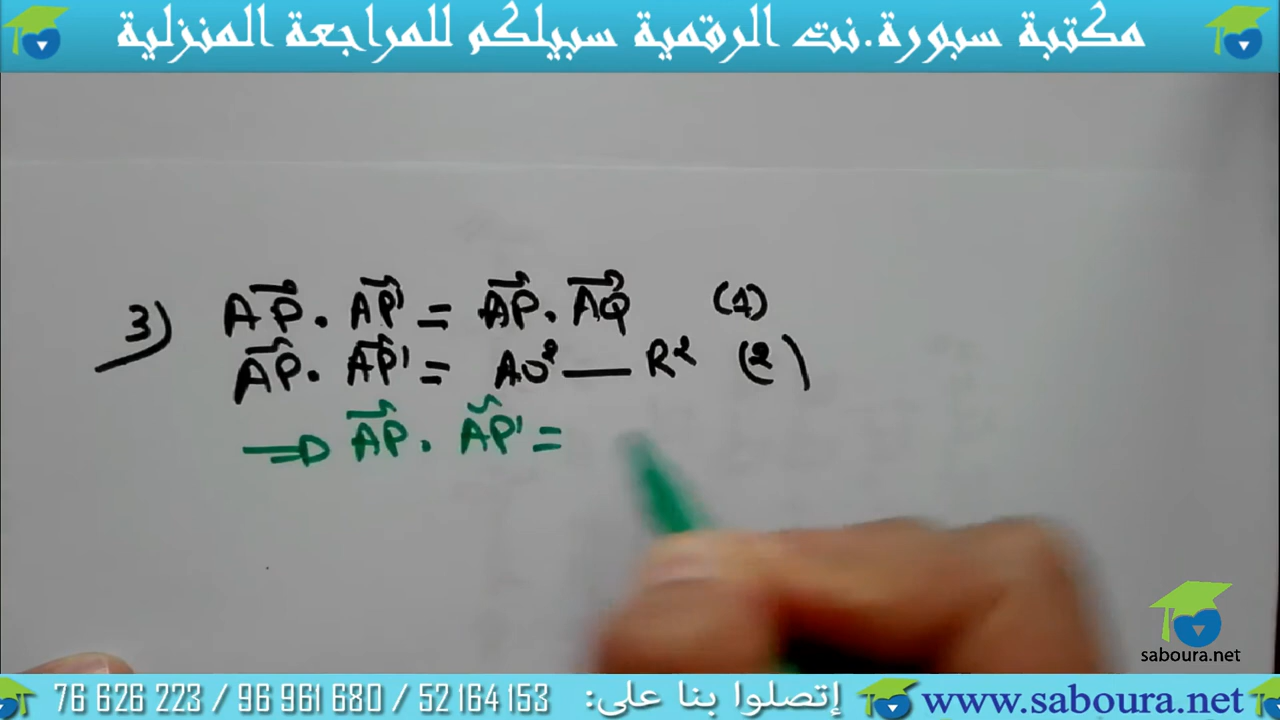 مكتبة سبورة.نت الرقمية سبيلكم للمراجعة المنزلية
3) AP⃗ . AP'⃗ = AP⃗ . AQ⃗ (1)
AP⃗ . AP'⃗ = AO² — R² (2)
⇒ AP⃗ . AP'⃗ =
saboura.net
76 626 223 / 96 961 680 / 52 164 153 إتصلوا بنا على: www.saboura.net